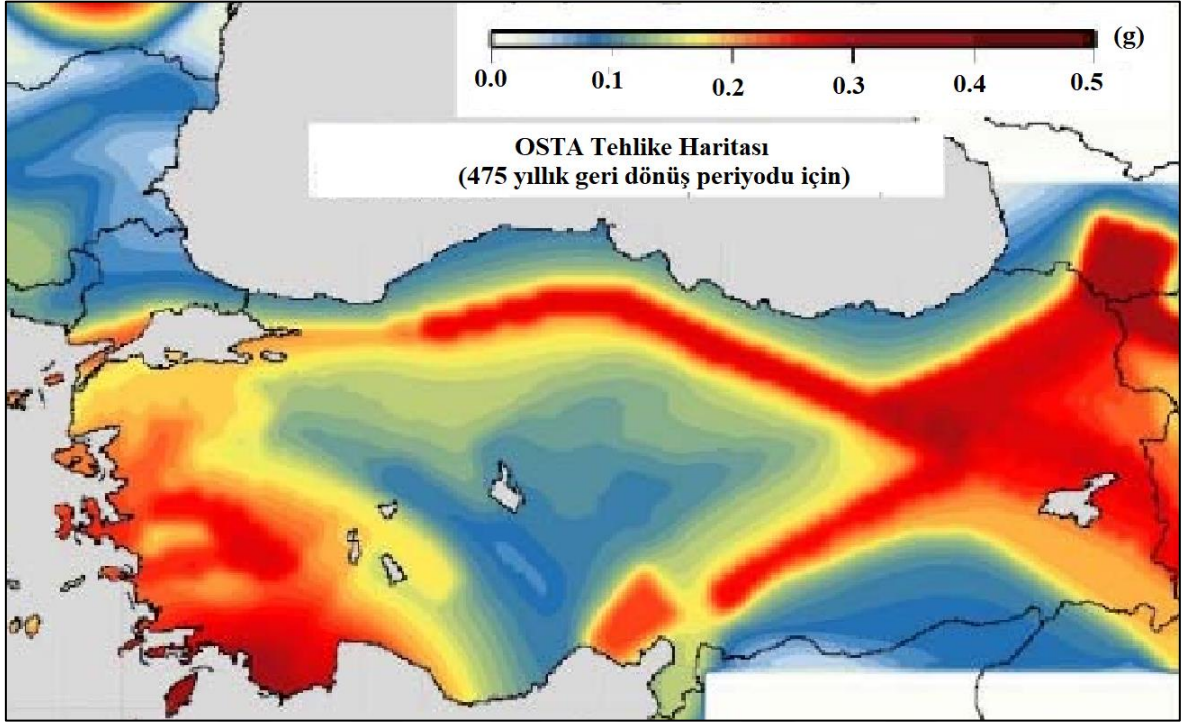 (g)
0.0 0.1 0.2 0.3 0.4 0.5
OSTA Tehlike Haritası
(475 yıllık geri dönüş periyodu için)